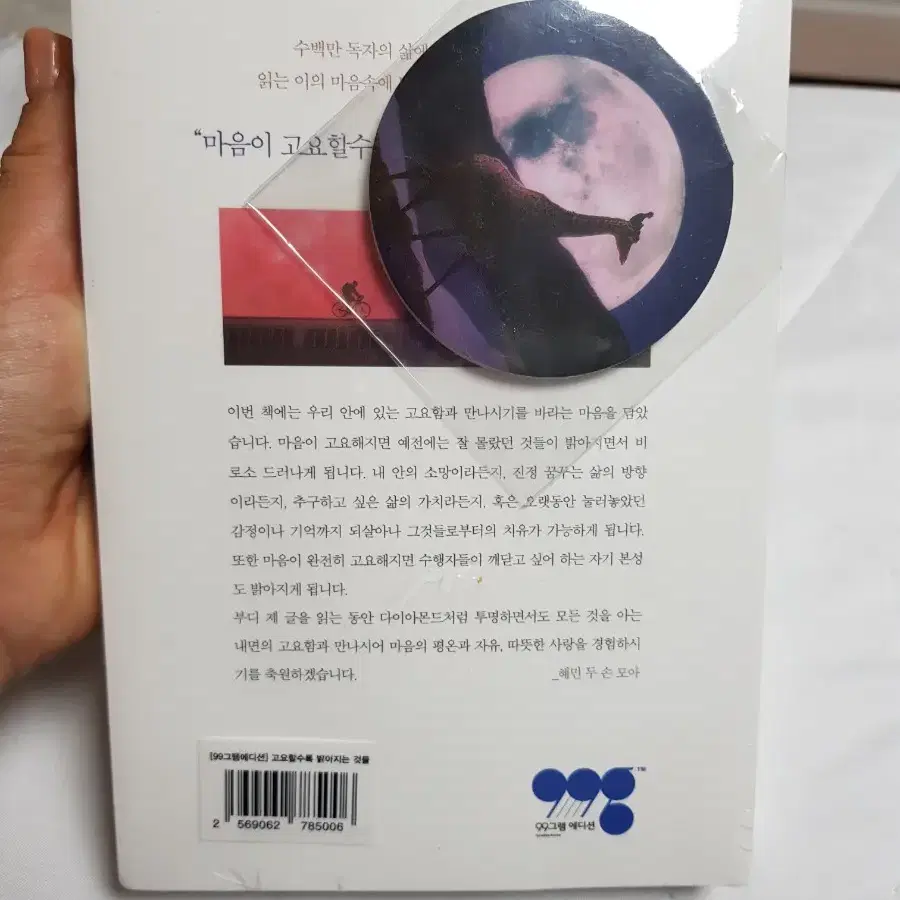 수백만 독자의 삶에
읽는 이의 마음속에
“마음이 고요할수
이번 책에는 우리 안에 있는 고요함과 만나시기를 바라는 마음을 담았
습니다. 마음이 고요해지면 예전에는 잘 몰랐던 것들이 밝아지면서 비
로소 드러나게 됩니다. 내 안의 소망이라든지, 진정 꿈꾸는 삶의 방향
이라든지, 추구하고 싶은 삶의 가치라든지, 혹은 오랫동안 눌러놓았던
감정이나 기억까지 되살아나 그것들로부터의 치유가 가능하게 됩니다.
또한 마음이 완전히 고요해지면 수행자들이 깨닫고 싶어 하는 자기 본성
도 밝아지게 됩니다.
부디 제 글을 읽는 동안 다이아몬드처럼 투명하면서도 모든 것을 아는
내면의 고요함과 만나시어 마음의 평온과 자유, 따뜻한 사랑을 경험하시
기를 축원하겠습니다.
_혜민 두 손 모아
[99그램에디션] 고요할수록 밝아지는 것들
2 569062 785006
99g TM
99그램 에디션